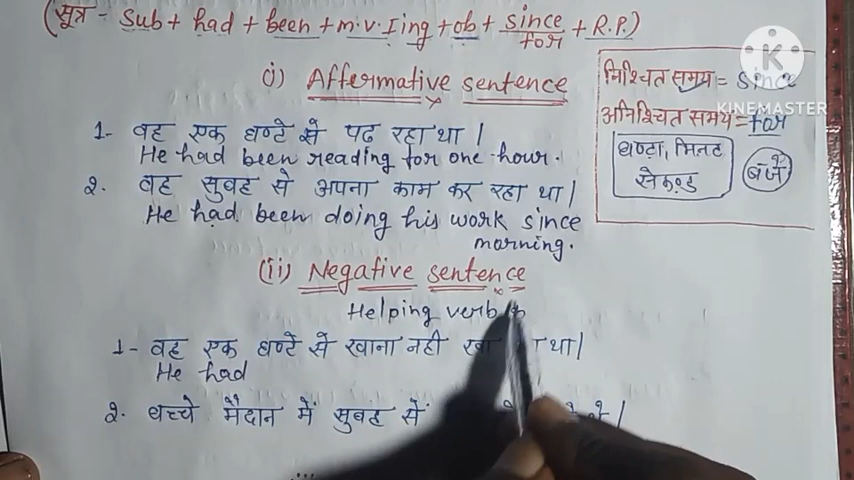 (सूत्र - Sub + had + been + m.v. I ing + ob + since/for + R.P.)
(i) Affermative sentence
1- वह एक घण्टे से पढ रहा था।
He had been reading for one hour.
2. वह सुबह से अपना काम कर रहा था।
He had been doing his work since
morning.
निश्चित समय = since
अनिश्चित समय = for
घण्टा, मिनट
सेकण्ड
बजे
KINEMASTER
(ii) Negative sentence
Helping verb
1- वह एक घण्टे से खाना नही खा था।
He had
2. बच्चे मैदान में सुबह से